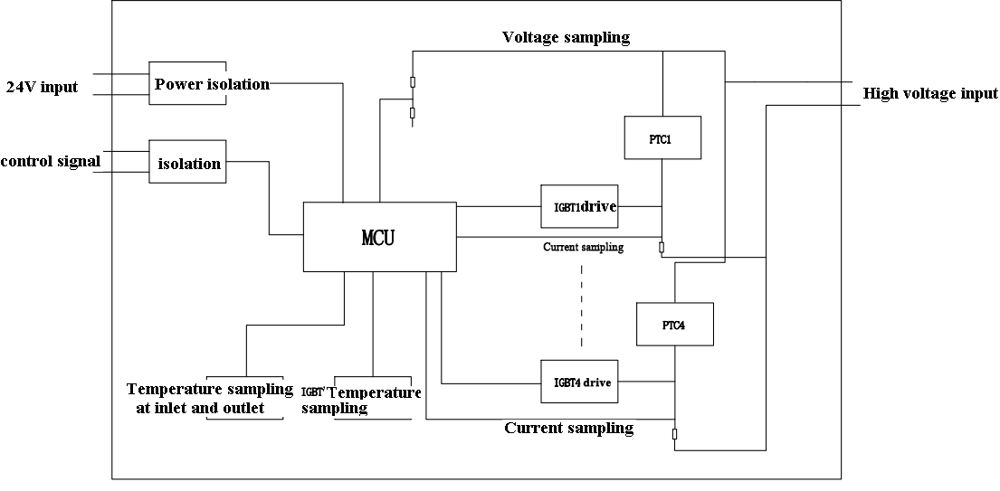 Voltage sampling
24V input
Power isolation
High voltage input
PTC1
control signal
isolation
IGBT1drive
MCU
Current sampling
PTC4
IGBT4 drive
Temperature sampling
at inlet and outlet
IGBT' Temperature
sampling
Current sampling